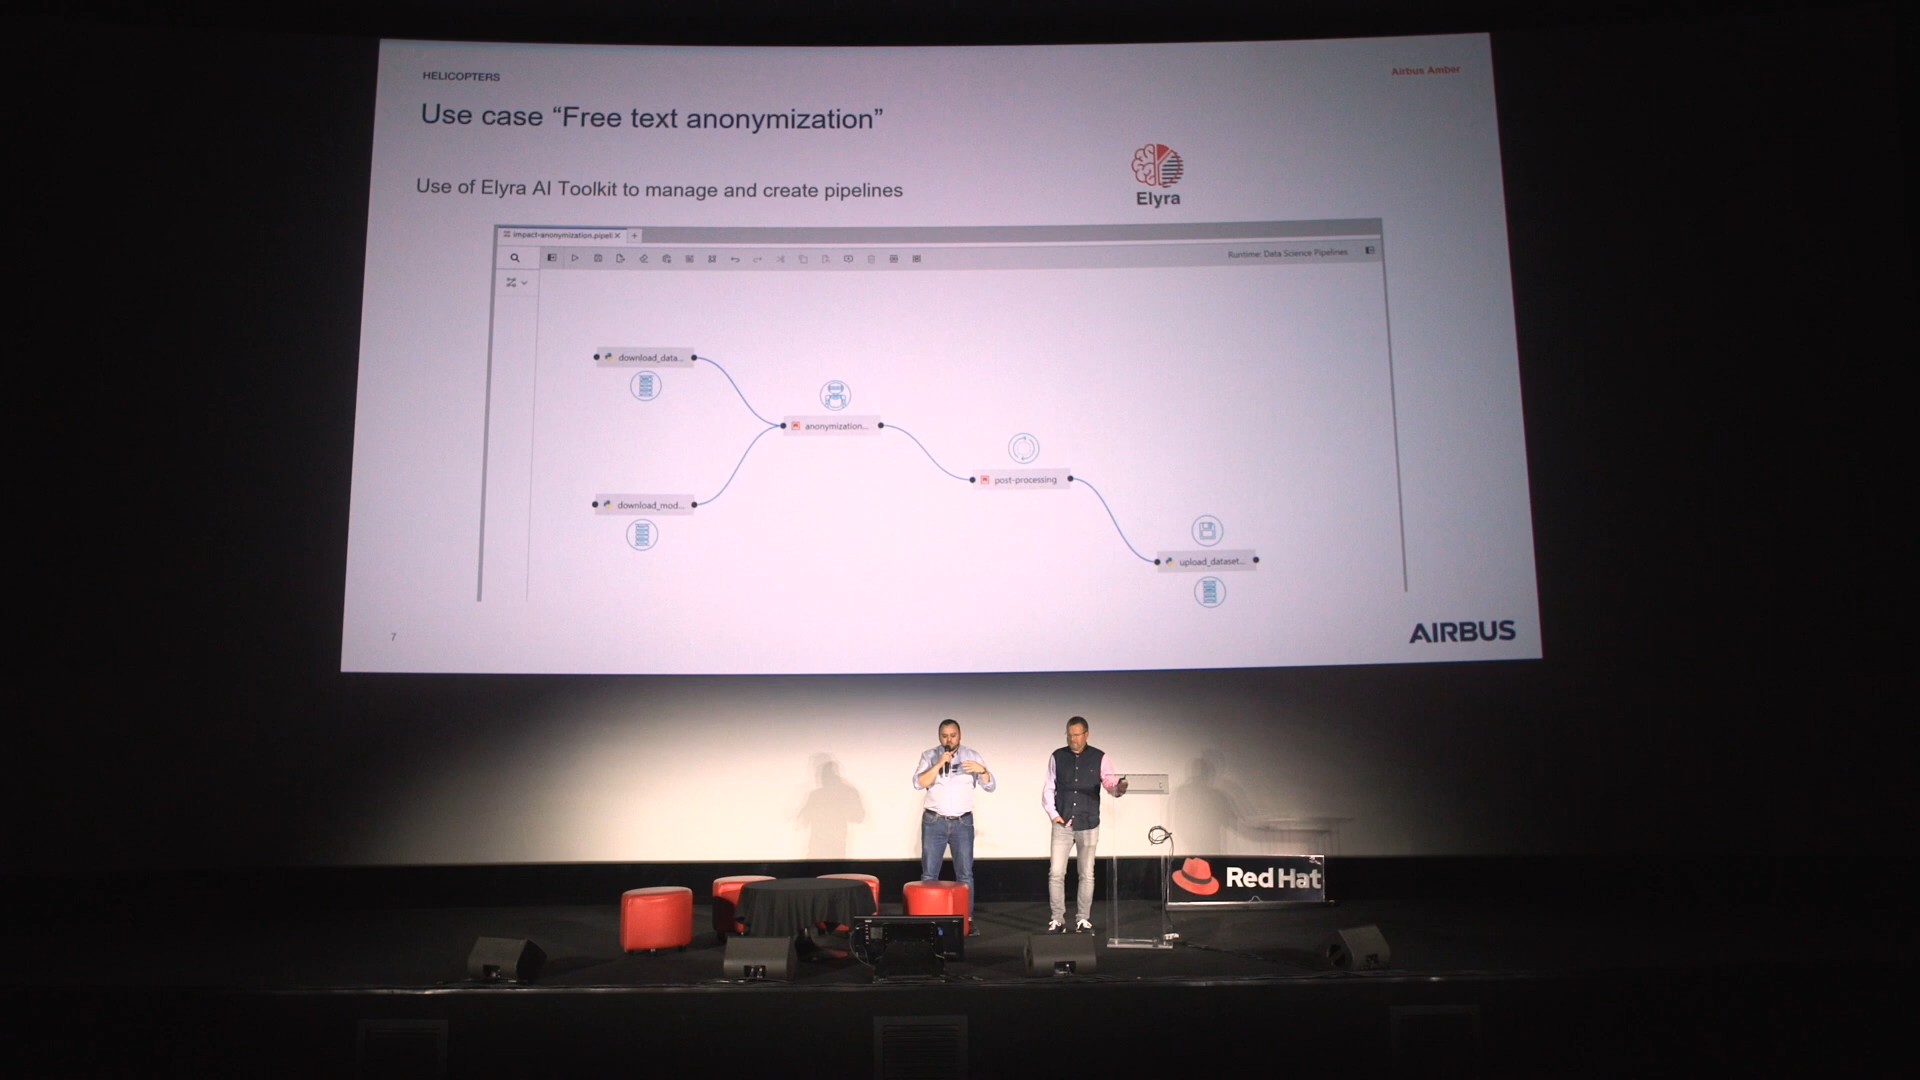 HELICOPTERS
Airbus Amber
Use case “Free text anonymization”
Use of Elyra AI Toolkit to manage and create pipelines
Elyra
impact-anonymization.pipeli X +
Runtime: Data Science Pipelines
download_data...
anonymization...
post-processing
download_mod...
upload_dataset...
7
AIRBUS
Red Hat